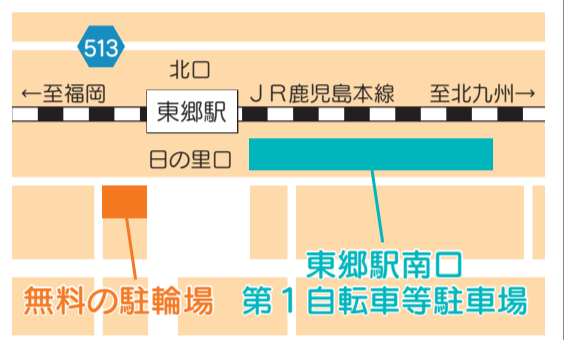 513
北口
←至福岡
東郷駅
JR鹿児島本線
至北九州→
日の里口
東郷駅南口
無料の駐輪場
第1自転車等駐車場